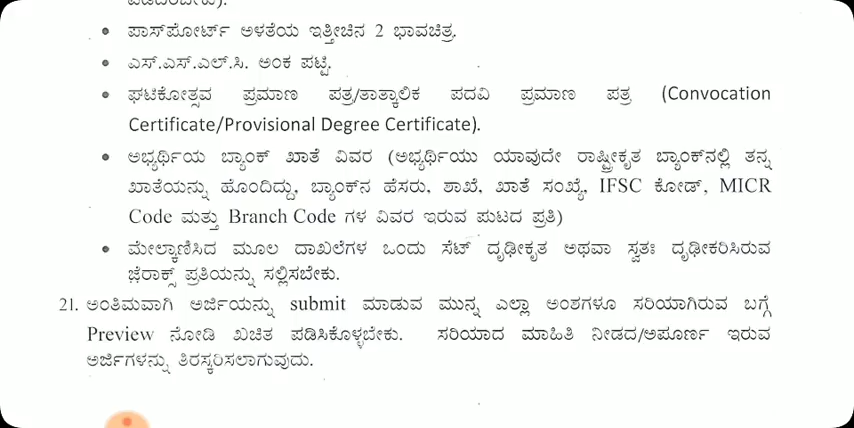 • ಪಾಸ್‌ಪೋರ್ಟ್ ಅಳತೆಯ ಇತ್ತೀಚಿನ 2 ಭಾವಚಿತ್ರ.
• ಎಸ್.ಎಸ್.ಎಲ್.ಸಿ. ಅಂಕ ಪಟ್ಟಿ.
• ಘಟಿಕೋತ್ಸವ ಪ್ರಮಾಣ ಪತ್ರ/ತಾತ್ಕಾಲಿಕ ಪದವಿ ಪ್ರಮಾಣ ಪತ್ರ (Convocation
Certificate/Provisional Degree Certificate).
• ಅಭ್ಯರ್ಥಿಯ ಬ್ಯಾಂಕ್ ಖಾತೆ ವಿವರ (ಅಭ್ಯರ್ಥಿಯು ಯಾವುದೇ ರಾಷ್ಟ್ರೀಕೃತ ಬ್ಯಾಂಕ್‌ನಲ್ಲಿ ತನ್ನ
ಖಾತೆಯನ್ನು ಹೊಂದಿದ್ದು, ಬ್ಯಾಂಕ್‌ನ ಹೆಸರು, ಶಾಖೆ, ಖಾತೆ ಸಂಖ್ಯೆ, IFSC ಕೋಡ್, MICR
Code ಮತ್ತು Branch Code ಗಳ ವಿವರ ಇರುವ ಪುಟದ ಪ್ರತಿ)
• ಮೇಲ್ಕಾಣಿಸಿದ ಮೂಲ ದಾಖಲೆಗಳ ಒಂದು ಸೆಟ್ ದೃಢೀಕೃತ ಅಥವಾ ಸ್ವತಃ ದೃಢೀಕರಿಸಿರುವ
ಜೆರಾಕ್ಸ್ ಪ್ರತಿಯನ್ನು ಸಲ್ಲಿಸಬೇಕು.
21. ಅಂತಿಮವಾಗಿ ಅರ್ಜಿಯನ್ನು submit ಮಾಡುವ ಮುನ್ನ ಎಲ್ಲಾ ಅಂಶಗಳೂ ಸರಿಯಾಗಿರುವ ಬಗ್ಗೆ
Preview ನೋಡಿ ಖಚಿತ ಪಡಿಸಿಕೊಳ್ಳಬೇಕು. ಸರಿಯಾದ ಮಾಹಿತಿ ನೀಡದ/ಅಪೂರ್ಣ ಇರುವ
ಅರ್ಜಿಗಳನ್ನು ತಿರಸ್ಕರಿಸಲಾಗುವುದು.